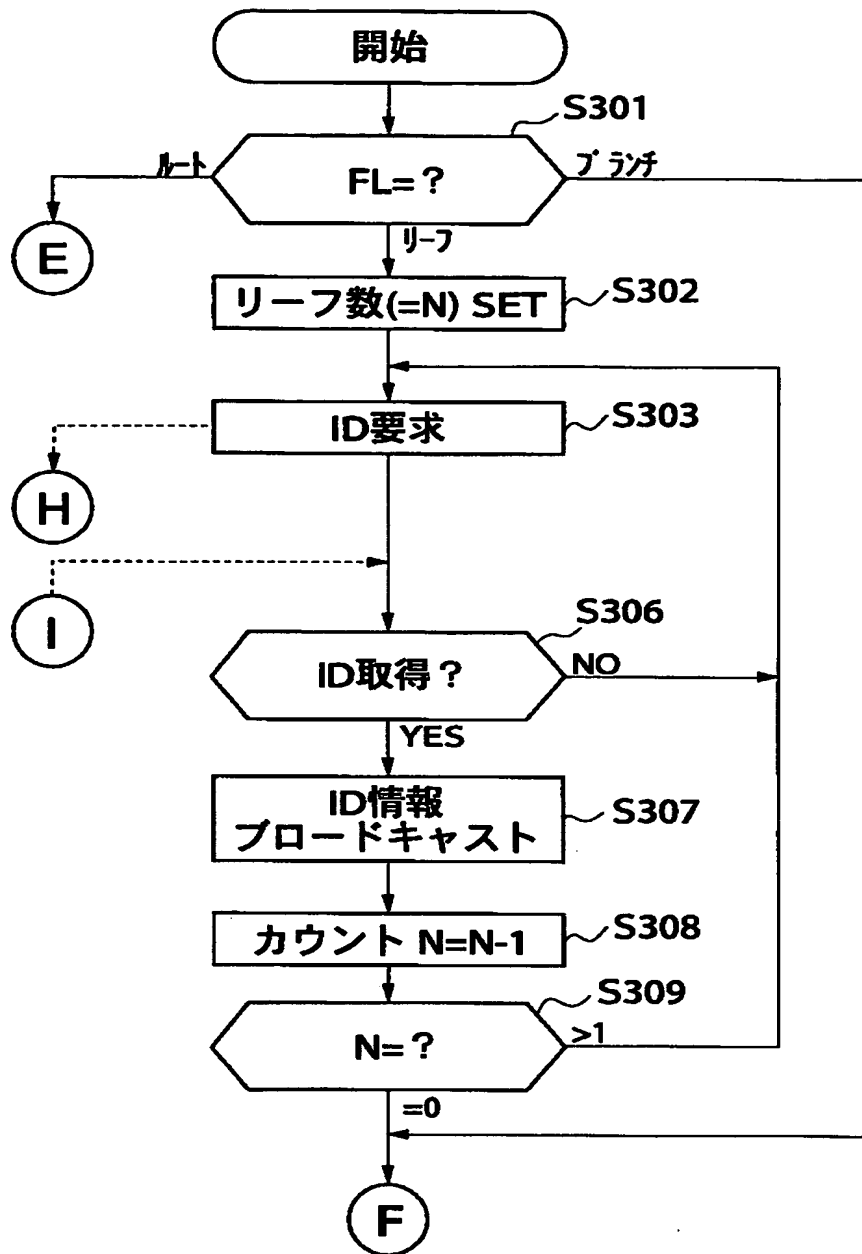 開始
S301
ルート
FL=?
ブランチ
E
リーフ
リーフ数(=N) SET
S302
ID要求
S303
H
I
S306
ID取得?
NO
YES
ID情報
ブロードキャスト
S307
カウント N=N-1
S308
S309
N=?
>1
=0
F